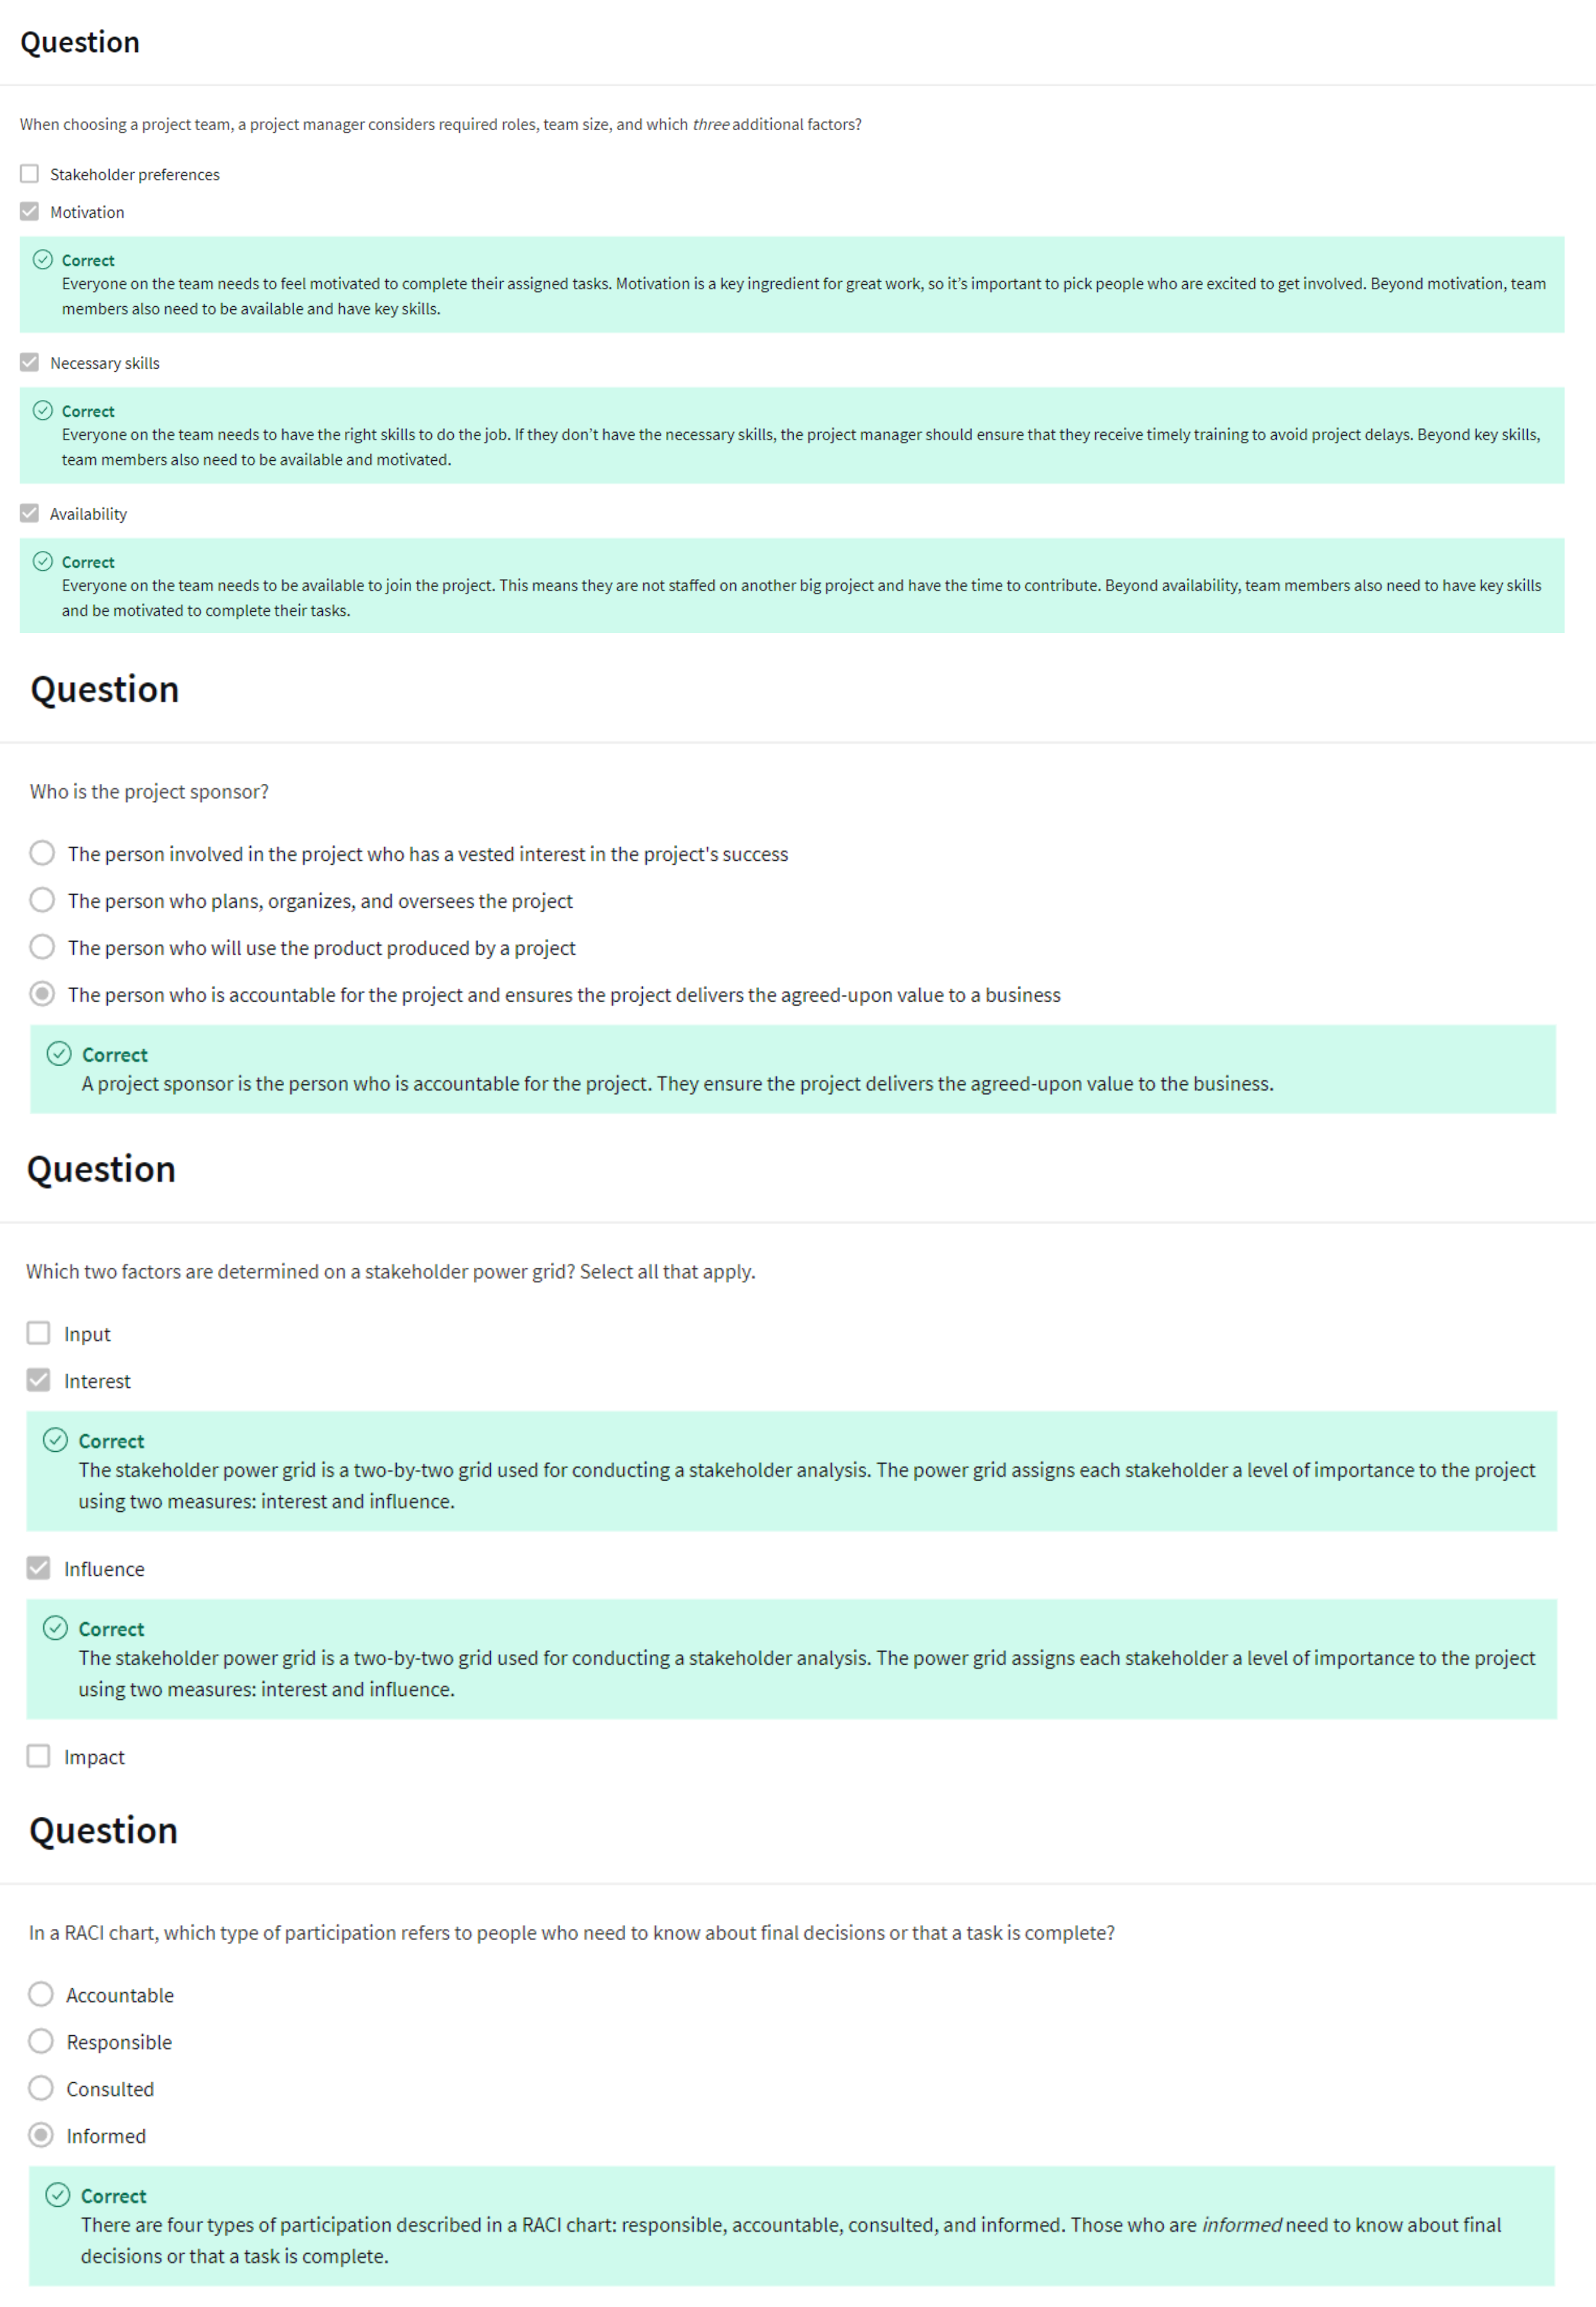 Question
When choosing a project team, a project manager considers required roles, team size, and which three additional factors?
Stakeholder preferences
Motivation
Correct
Everyone on the team needs to feel motivated to complete their assigned tasks. Motivation is a key ingredient for great work, so it’s important to pick people who are excited to get involved. Beyond motivation, team
members also need to be available and have key skills.
Necessary skills
Correct
Everyone on the team needs to have the right skills to do the job. If they don’t have the necessary skills, the project manager should ensure that they receive timely training to avoid project delays. Beyond key skills,
team members also need to be available and motivated.
Availability
Correct
Everyone on the team needs to be available to join the project. This means they are not staffed on another big project and have the time to contribute. Beyond availability, team members also need to have key skills
and be motivated to complete their tasks.
Question
Who is the project sponsor?
The person involved in the project who has a vested interest in the project's success
The person who plans, organizes, and oversees the project
The person who will use the product produced by a project
The person who is accountable for the project and ensures the project delivers the agreed-upon value to a business
Correct
A project sponsor is the person who is accountable for the project. They ensure the project delivers the agreed-upon value to the business.
Question
Which two factors are determined on a stakeholder power grid? Select all that apply.
Input
Interest
Correct
The stakeholder power grid is a two-by-two grid used for conducting a stakeholder analysis. The power grid assigns each stakeholder a level of importance to the project
using two measures: interest and influence.
Influence
Correct
The stakeholder power grid is a two-by-two grid used for conducting a stakeholder analysis. The power grid assigns each stakeholder a level of importance to the project
using two measures: interest and influence.
Impact
Question
In a RACI chart, which type of participation refers to people who need to know about final decisions or that a task is complete?
Accountable
Responsible
Consulted
Informed
Correct
There are four types of participation described in a RACI chart: responsible, accountable, consulted, and informed. Those who are informed need to know about final
decisions or that a task is complete.